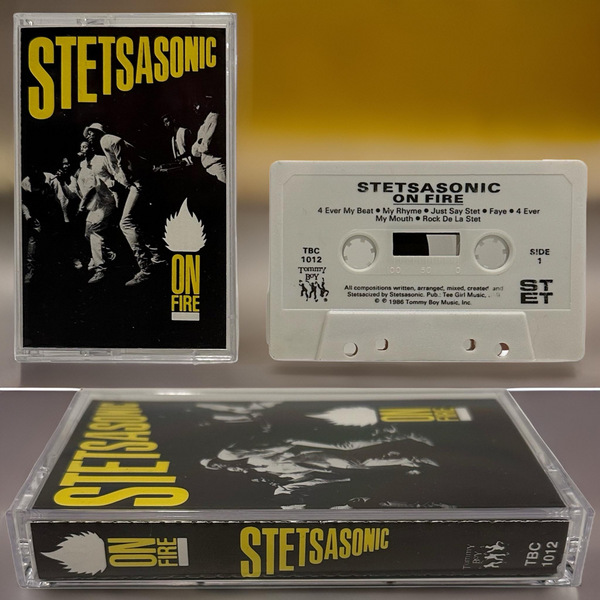 STETSASONIC
ON
FIRE
STETSASONIC
ON FIRE
4 Ever My Beat • My Rhyme • Just Say Stet • Faye • 4 Ever
My Mouth • Rock De La Stet
TBC
1012
Tommy
BOY
SIDE
1
All compositions written, arranged, mixed, created and
Stetsacized by Stetsasonic. Pub.: Tee Girl Music,
© ℗ 1986 Tommy Boy Music, Inc.
ST
ET
STETSASONIC
ON
FIRE
ON
FIRE
STETSASONIC
Tommy
BOY
TBC
1012